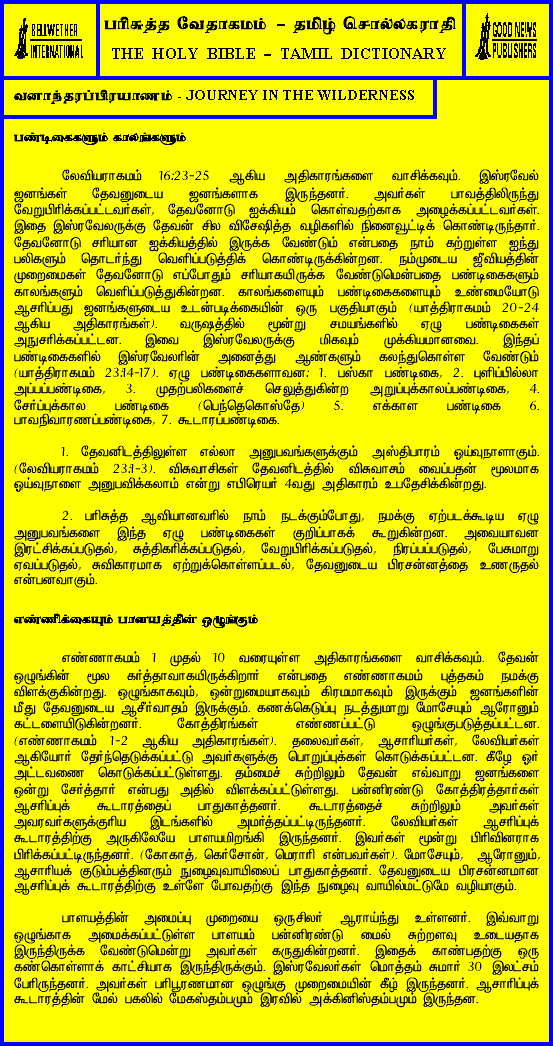 BELLWETHER
INTERNATIONAL
பரிசுத்த வேதாகமம் – தமிழ் சொல்லகராதி
THE HOLY BIBLE – TAMIL DICTIONARY
GOOD NEWS
PUBLISHERS
வனாந்தரப்பிரயாணம் - JOURNEY IN THE WILDERNESS
பண்டிகைகளும் காலங்களும்
லேவியராகமம் 16:23-25 ஆகிய அதிகாரங்களை வாசிக்கவும். இஸ்ரவேல்
ஜனங்கள் தேவனுடைய ஜனங்களாக இருந்தனர். அவர்கள் பாவத்திலிருந்து
வேறுபிரிக்கப்பட்டவர்கள், தேவனோடு ஐக்கியம் கொள்வதற்காக அழைக்கப்பட்டவர்கள்.
இதை இஸ்ரவேலருக்கு தேவன் சில விசேஷித்த வழிகளில் நினைவூட்டிக் கொண்டிருந்தார்.
தேவனோடு சரியான ஐக்கியத்தில் இருக்க வேண்டும் என்பதை நாம் கற்றுள்ள ஐந்து
பலிகளும் தொடர்ந்து வெளிப்படுத்திக் கொண்டிருக்கின்றன. நம்முடைய ஜீவியத்தின்
முறைமைகள் தேவனோடு எப்போதும் சரியாகயிருக்க வேண்டுமென்பதை பண்டிகைகளும்
காலங்களும் வெளிப்படுத்துகின்றன. காலங்களையும் பண்டிகைகளையும் உண்மையோடு
ஆசரிப்பது ஜனங்களுடைய உடன்படிக்கையின் ஒரு பகுதியாகும் (யாத்திராகமம் 20-24
ஆகிய அதிகாரங்கள்). வருஷத்தில் மூன்று சமயங்களில் ஏழு பண்டிகைகள்
அநுசரிக்கப்பட்டன. இவை இஸ்ரவேலருக்கு மிகவும் முக்கியமானவை. இந்தப்
பண்டிகைகளில் இஸ்ரவேலரின் அனைத்து ஆண்களும் கலந்துகொள்ள வேண்டும்
(யாத்திராகமம் 23:14-17). ஏழு பண்டிகைகளாவன: 1. பஸ்கா பண்டிகை, 2. புளிப்பில்லா
அப்பப்பண்டிகை, 3. முதற்பலிகளைச் செலுத்துகின்ற அறுப்புக்காலப்பண்டிகை, 4.
சேர்ப்புக்கால பண்டிகை (பெந்தெகொஸ்தே) 5. எக்காள பண்டிகை 6.
பாவநிவாரணப்பண்டிகை, 7. கூடாரப்பண்டிகை.
1. தேவனிடத்திலுள்ள எல்லா அனுபவங்களுக்கும் அஸ்திபாரம் ஓய்வுநாளாகும்.
(லேவியராகமம் 23:1-3). விசுவாசிகள் தேவனிடத்தில் விசுவாசம் வைப்பதன் மூலமாக
ஓய்வுநாளை அனுபவிக்கலாம் என்று எபிரெயர் 4வது அதிகாரம் உபதேசிக்கின்றது.
2. பரிசுத்த ஆவியானவரில் நாம் நடக்கும்போது, நமக்கு ஏற்படக்கூடிய ஏழு
அனுபவங்களை இந்த ஏழு பண்டிகைகள் குறிப்பாகக் கூறுகின்றன. அவையாவன
இரட்சிக்கப்படுதல், சுத்திகரிக்கப்படுதல், வேறுபிரிக்கப்படுதல், நிரப்பப்படுதல், பேசுமாறு
ஏவப்படுதல், சுவிகாரமாக ஏற்றுக்கொள்ளப்படல், தேவனுடைய பிரசன்னத்தை உணருதல்
என்பனவாகும்.
எண்ணிக்கையும் பாளயத்தின் ஒழுங்கும்
எண்ணாகமம் 1 முதல் 10 வரையுள்ள அதிகாரங்களை வாசிக்கவும். தேவன்
ஒழுங்கின் மூல கர்த்தாவாகயிருக்கிறார் என்பதை எண்ணாகமம் புத்தகம் நமக்கு
விளக்குகின்றது. ஒழுங்காகவும், ஒன்றுமையாகவும் கிரமமாகவும் இருக்கும் ஜனங்களின்
மீது தேவனுடைய ஆசீர்வாதம் இருக்கும். கணக்கெடுப்பு நடத்துமாறு மோசேயும் ஆரோனும்
கட்டளையிடுகின்றனர். கோத்திரங்கள் எண்ணப்பட்டு ஒழுங்குபடுத்தப்பட்டன.
(எண்ணாகமம் 1-2 ஆகிய அதிகாரங்கள்). தலைவர்கள், ஆசாரியர்கள், லேவியர்கள்
ஆகியோர் தேர்ந்தெடுக்கப்பட்டு அவர்களுக்கு பொறுப்புக்கள் கொடுக்கப்பட்டன. கீழே ஓர்
அட்டவணை கொடுக்கப்பட்டுள்ளது. தம்மைச் சுற்றிலும் தேவன் எவ்வாறு ஜனங்களை
ஒன்று சேர்த்தார் என்பது அதில் விளக்கப்பட்டுள்ளது. பன்னிரண்டு கோத்திரத்தார்கள்
ஆசரிப்புக் கூடாரத்தைப் பாதுகாத்தனர். கூடாரத்தைச் சுற்றிலும் அவர்கள்
அவரவர்களுக்குரிய இடங்களில் அமர்த்தப்பட்டிருந்தனர். லேவியர்கள் ஆசரிப்புக்
கூடாரத்திற்கு அருகிலேயே பாளயமிறங்கி இருந்தனர். இவர்கள் மூன்று பிரிவினராக
பிரிக்கப்பட்டிருந்தனர். (கோகாத், கெர்சோன், மெராரி என்பவர்கள்). மோசேயும், ஆரோனும்,
ஆசாரியக் குடும்பத்தினரும் நுழைவுவாயிலைப் பாதுகாத்தனர். தேவனுடைய பிரசன்னமான
ஆசரிப்புக் கூடாரத்திற்கு உள்ளே போவதற்கு இந்த நுழைவு வாயில்மட்டுமே வழியாகும்.
பாளயத்தின் அமைப்பு முறையை ஒருசிலர் ஆராய்ந்து உள்ளனர். இவ்வாறு
ஒழுங்காக அமைக்கப்பட்டுள்ள பாளயம் பன்னிரண்டு மைல் சுற்றளவு உடையதாக
இருந்திருக்க வேண்டுமென்று அவர்கள் கருதுகின்றனர். இதைக் காண்பதற்கு ஒரு
கண்கொள்ளாக் காட்சியாக இருந்திருக்கும். இஸ்ரவேலர்கள் மொத்தம் சுமார் 30 இலட்சம்
பேரிருந்தனர். அவர்கள் பரிபூரணமான ஒழுங்கு முறைமையின் கீழ் இருந்தனர். ஆசாரிப்புக்
கூடாரத்தின் மேல் பகலில் மேகஸ்தம்பமும் இரவில் அக்கினிஸ்தம்பமும் இருந்தன.